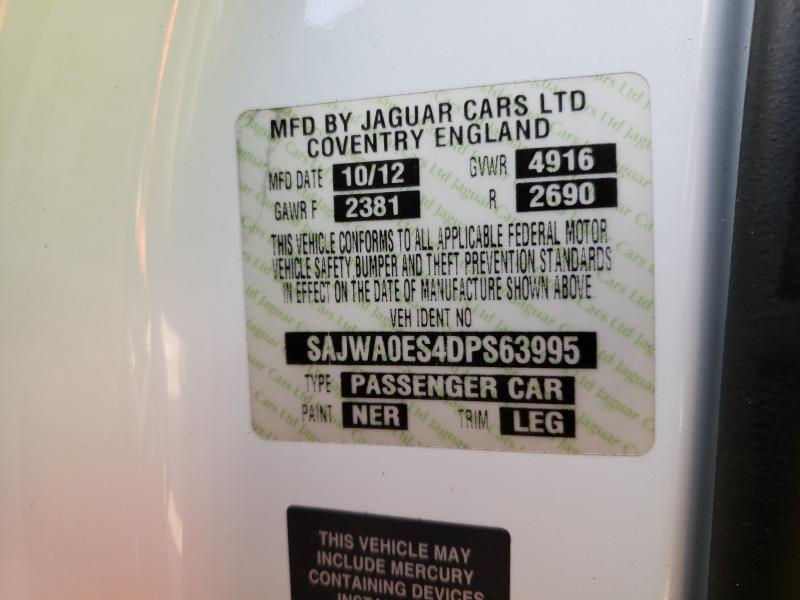 MFD BY JAGUAR CARS LTD
COVENTRY ENGLAND
MFD DATE 10/12 GVWR 4916
GAWR F 2381 R 2690
THIS VEHICLE CONFORMS TO ALL APPLICABLE FEDERAL MOTOR
VEHICLE SAFETY BUMPER AND THEFT PREVENTION STANDARDS
IN EFFECT ON THE DATE OF MANUFACTURE SHOWN ABOVE
VEH IDENT NO
SAJWA0ES4DPS63995
TYPE PASSENGER CAR
PAINT NER TRIM LEG
THIS VEHICLE MAY
INCLUDE MERCURY
CONTAINING DEVICES